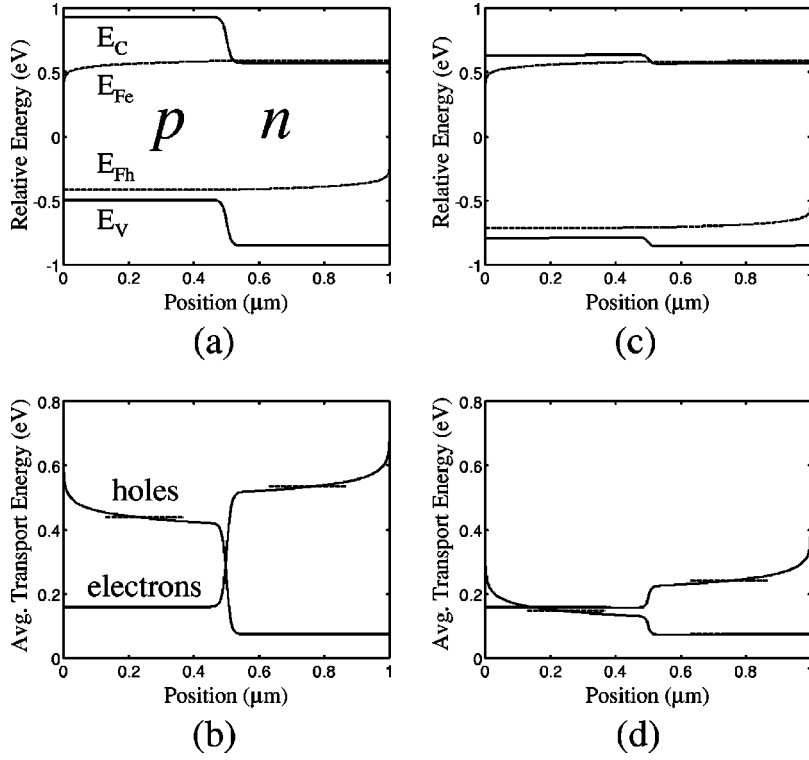 Relative Energy (eV)
1
0.5
0
-0.5
-1
E_C
E_Fe
p n
E_Fh
E_V
0 0.2 0.4 0.6 0.8 1
Position (μm)
(a)
Relative Energy (eV)
1
0.5
0
-0.5
-1
0 0.2 0.4 0.6 0.8 1
Position (μm)
(c)
Avg. Transport Energy (eV)
0.8
0.6
0.4
0.2
0
holes
electrons
0 0.2 0.4 0.6 0.8 1
Position (μm)
(b)
Avg. Transport Energy (eV)
0.8
0.6
0.4
0.2
0
0 0.2 0.4 0.6 0.8 1
Position (μm)
(d)